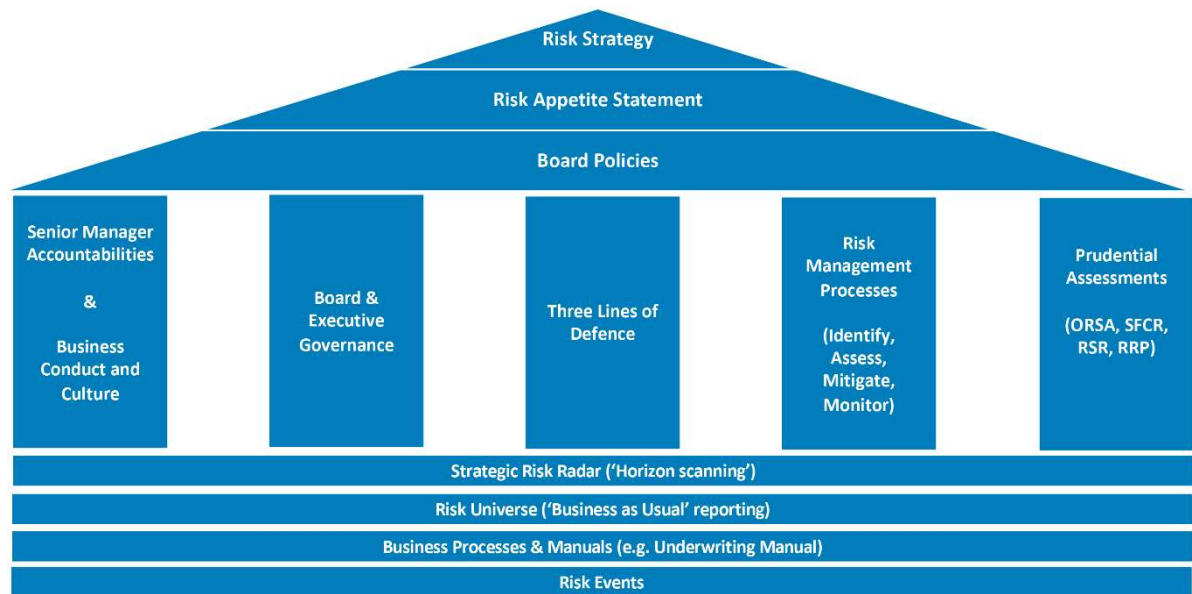 Risk Strategy
Risk Appetite Statement
Board Policies
Senior Manager
Accountabilities
&
Business
Conduct and
Culture
Board &
Executive
Governance
Three Lines of
Defence
Risk
Management
Processes
(Identify,
Assess,
Mitigate,
Monitor)
Prudential
Assessments
(ORSA, SFCR,
RSR, RRP)
Strategic Risk Radar (‘Horizon scanning’)
Risk Universe (‘Business as Usual’ reporting)
Business Processes & Manuals (e.g. Underwriting Manual)
Risk Events